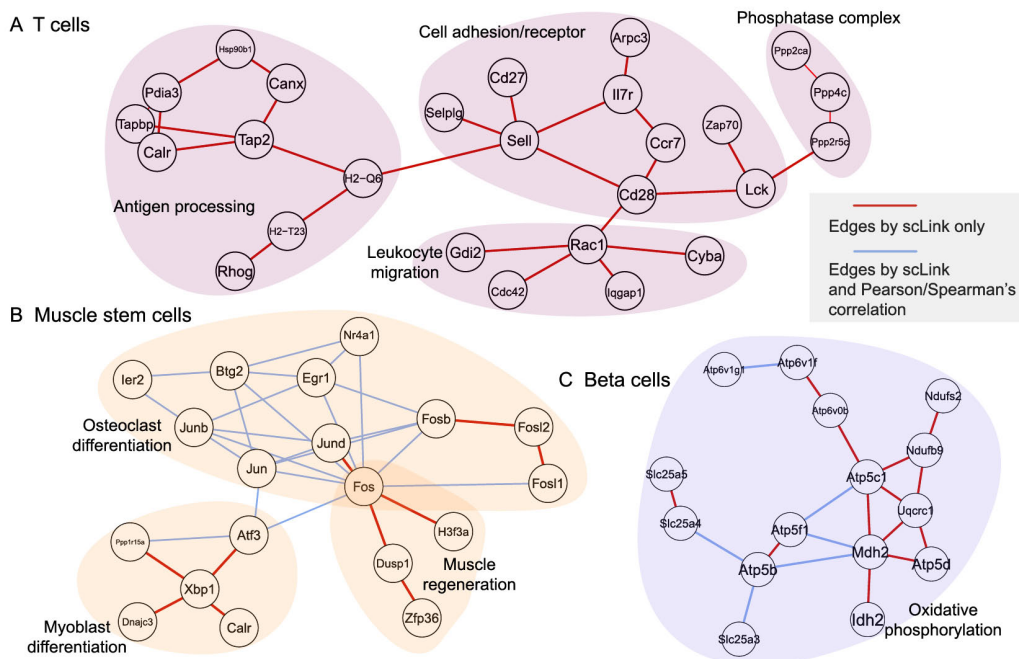 A T cells
Cell adhesion/receptor
Phosphatase complex
Hsp90b1
Canx
Pdia3
Tapbp
Calr
Tap2
H2-Q6
Antigen processing
H2-T23
Rhog
Arpc3
Cd27
Il7r
Selplg
Sell
Ccr7
Zap70
Cd28
Lck
Ppp2ca
Ppp4c
Ppp2r5c
Leukocyte
migration
Gdi2
Rac1
Cyba
Cdc42
Iqgap1
Edges by scLink only
Edges by scLink
and Pearson/Spearman's
correlation
B Muscle stem cells
Nr4a1
Ier2
Btg2
Egr1
Osteoclast
differentiation
Junb
Jund
Fosb
Fosl2
Jun
Fos
Fosl1
Atf3
H3f3a
Ppp1r15a
Muscle
regeneration
Dusp1
Xbp1
Dnajc3
Calr
Zfp36
Myoblast
differentiation
C Beta cells
Atp6v1g1
Atp6v1f
Atp6v0b
Ndufs2
Ndufb9
Slc25a5
Atp5c1
Slc25a4
Uqcrc1
Atp5f1
Mdh2
Atp5b
Atp5d
Slc25a3
Idh2
Oxidative
phosphorylation